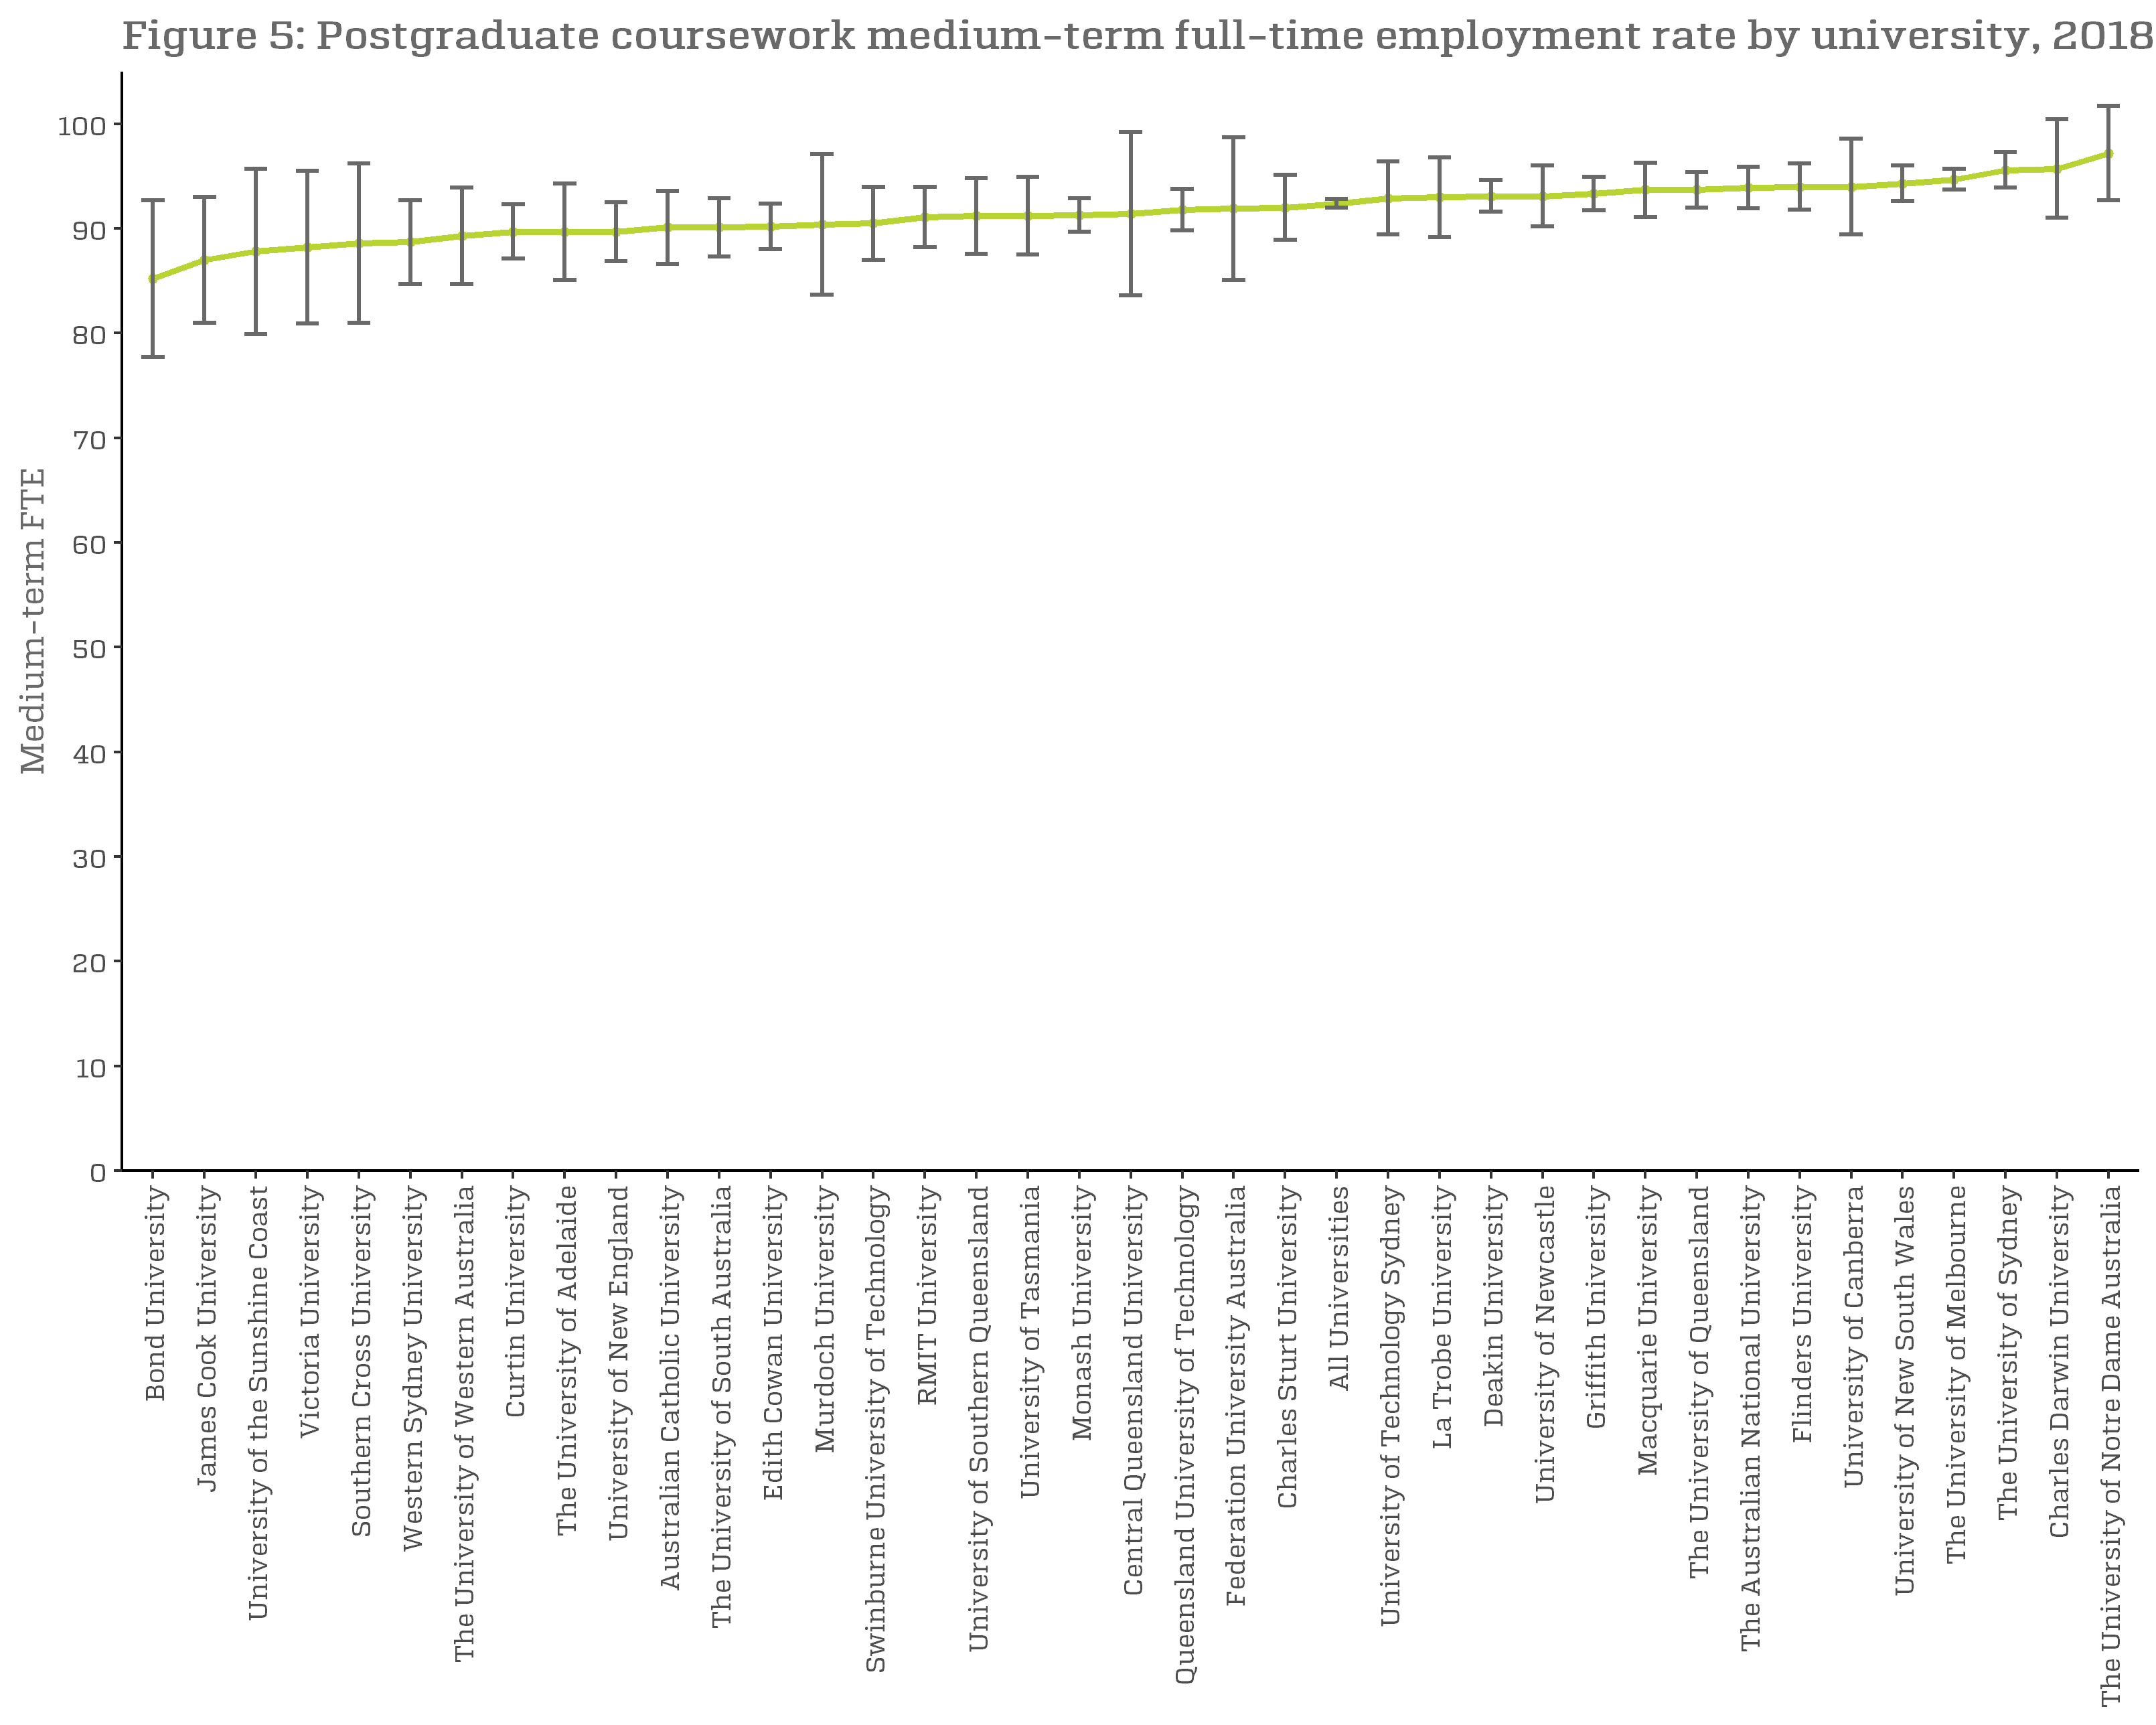 Figure 5: Postgraduate coursework medium-term full-time employment rate by university, 2018
Medium-term FTE
100
90
80
70
60
50
40
30
20
10
0
Bond University
James Cook University
University of the Sunshine Coast
Victoria University
Southern Cross University
Western Sydney University
The University of Western Australia
Curtin University
The University of Adelaide
University of New England
Australian Catholic University
The University of South Australia
Edith Cowan University
Murdoch University
Swinburne University of Technology
RMIT University
University of Southern Queensland
University of Tasmania
Monash University
Central Queensland University
Queensland University of Technology
Federation University Australia
Charles Sturt University
All Universities
University of Technology Sydney
La Trobe University
Deakin University
University of Newcastle
Griffith University
Macquarie University
The University of Queensland
The Australian National University
Flinders University
University of Canberra
University of New South Wales
The University of Melbourne
The University of Sydney
Charles Darwin University
The University of Notre Dame Australia